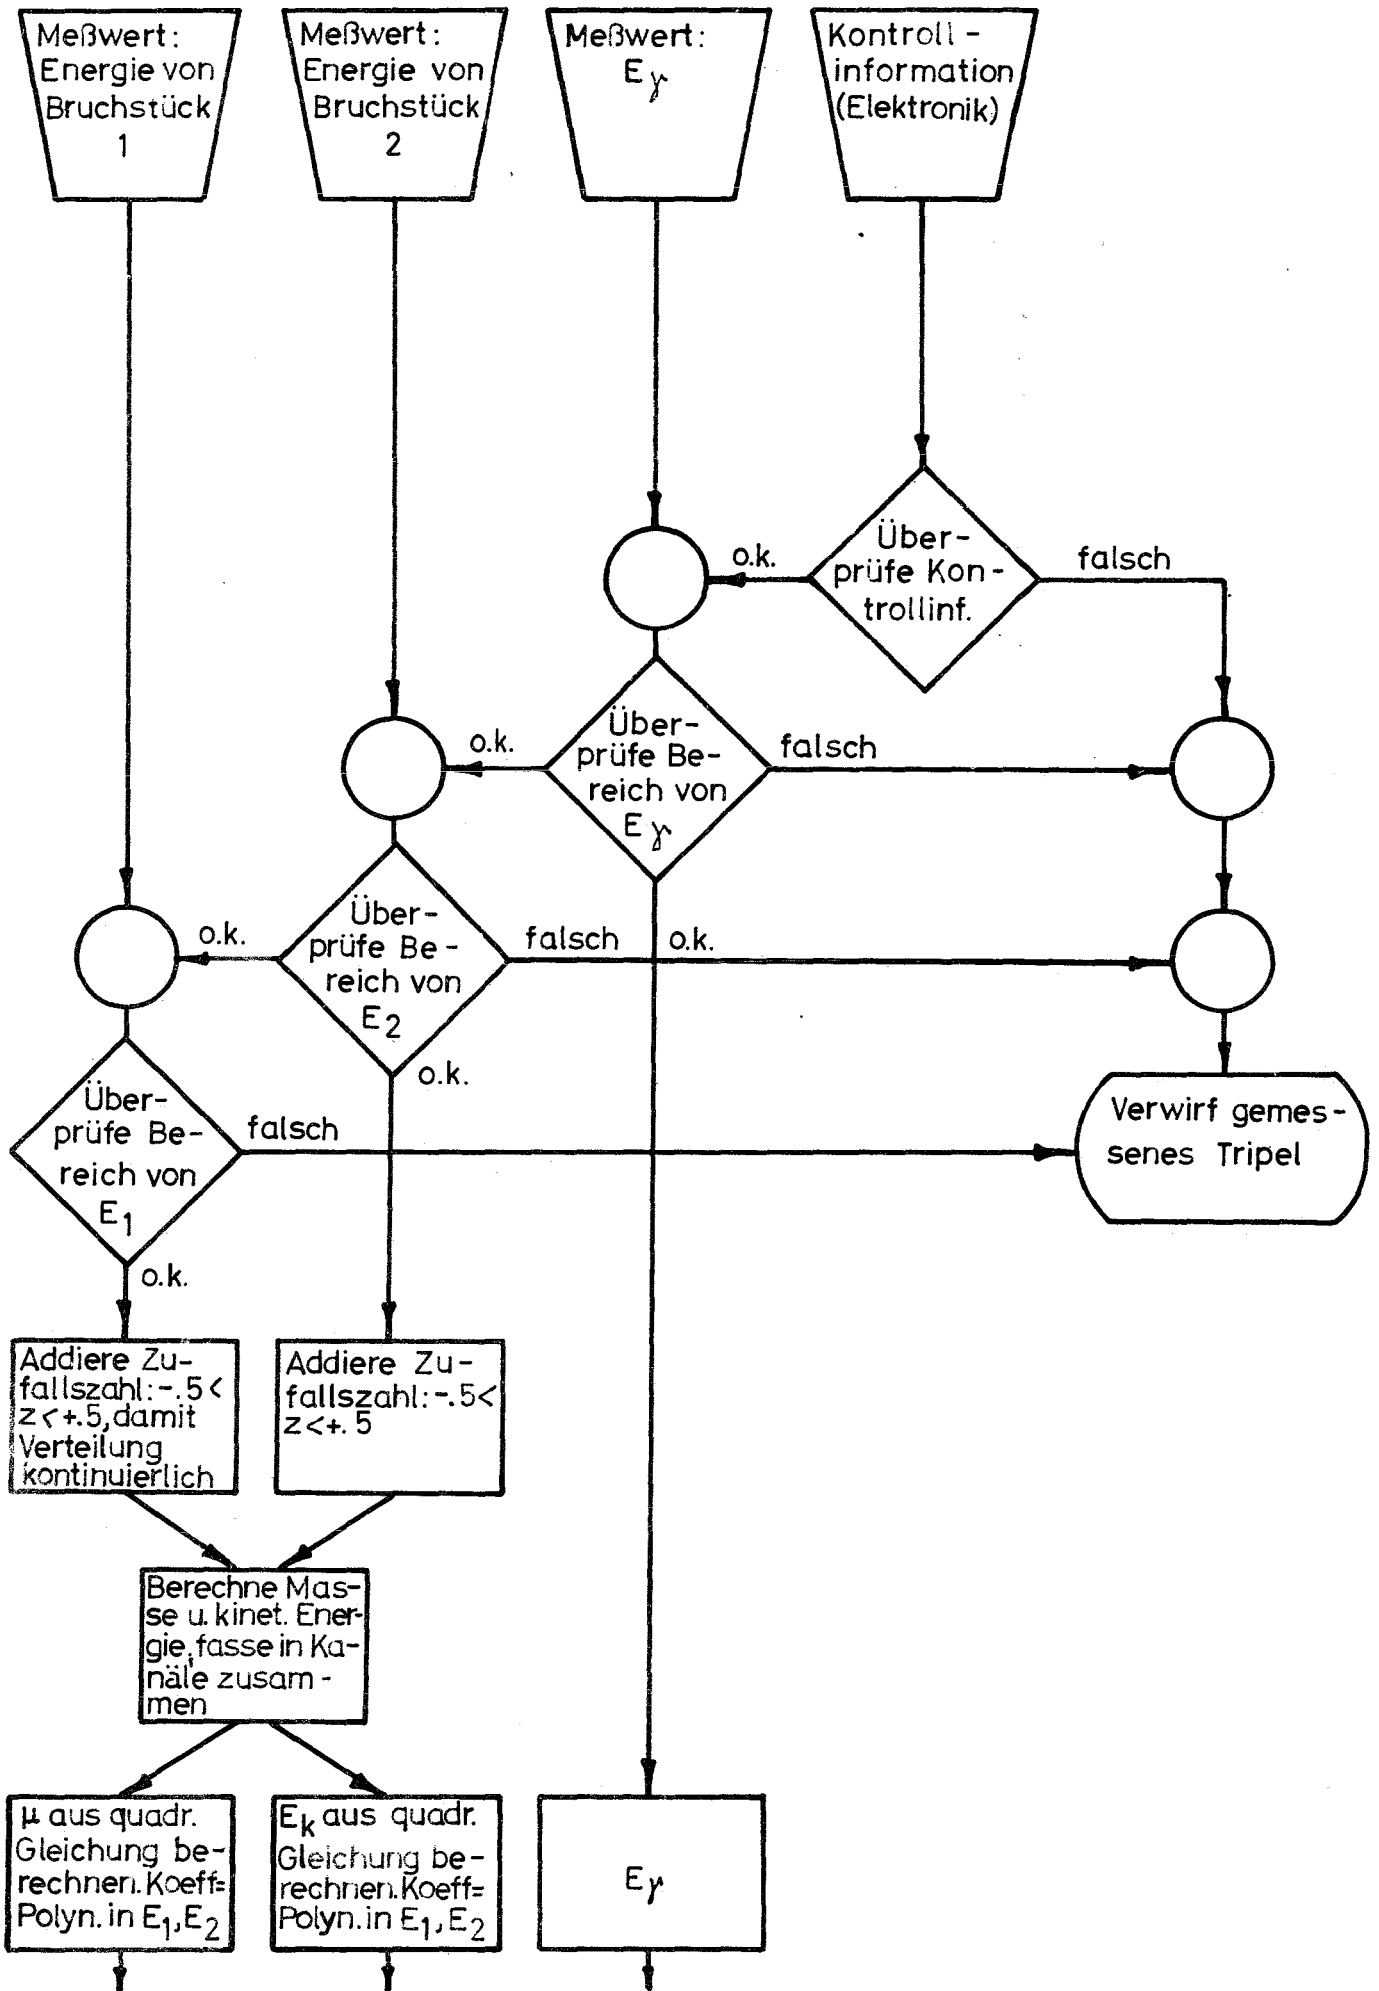 Meßwert:
Energie von
Bruchstück
1
Meßwert:
Energie von
Bruchstück
2
Meßwert:
Eγ
Kontroll-
information
(Elektronik)
Über-
prüfe Kon-
trollinf.
o.k.
falsch
Über-
prüfe Be-
reich von
Eγ
o.k.
falsch
o.k.
Über-
prüfe Be-
reich von
E2
o.k.
falsch
o.k.
Über-
prüfe Be-
reich von
E1
falsch
o.k.
Verwirf gemes-
senes Tripel
Addiere Zu-
fallszahl:-.5<
z<+.5,damit
Verteilung
kontinuierlich
Addiere Zu-
fallszahl:-.5<
z<+.5
Berechne Mas-
se u. kinet. Ener-
gie, fasse in Ka-
näle zusam-
men
μ aus quadr.
Gleichung be-
rechnen.Koeff=
Polyn. in E1,E2
Ek aus quadr.
Gleichung be-
rechnen.Koeff=
Polyn. in E1,E2
Eγ